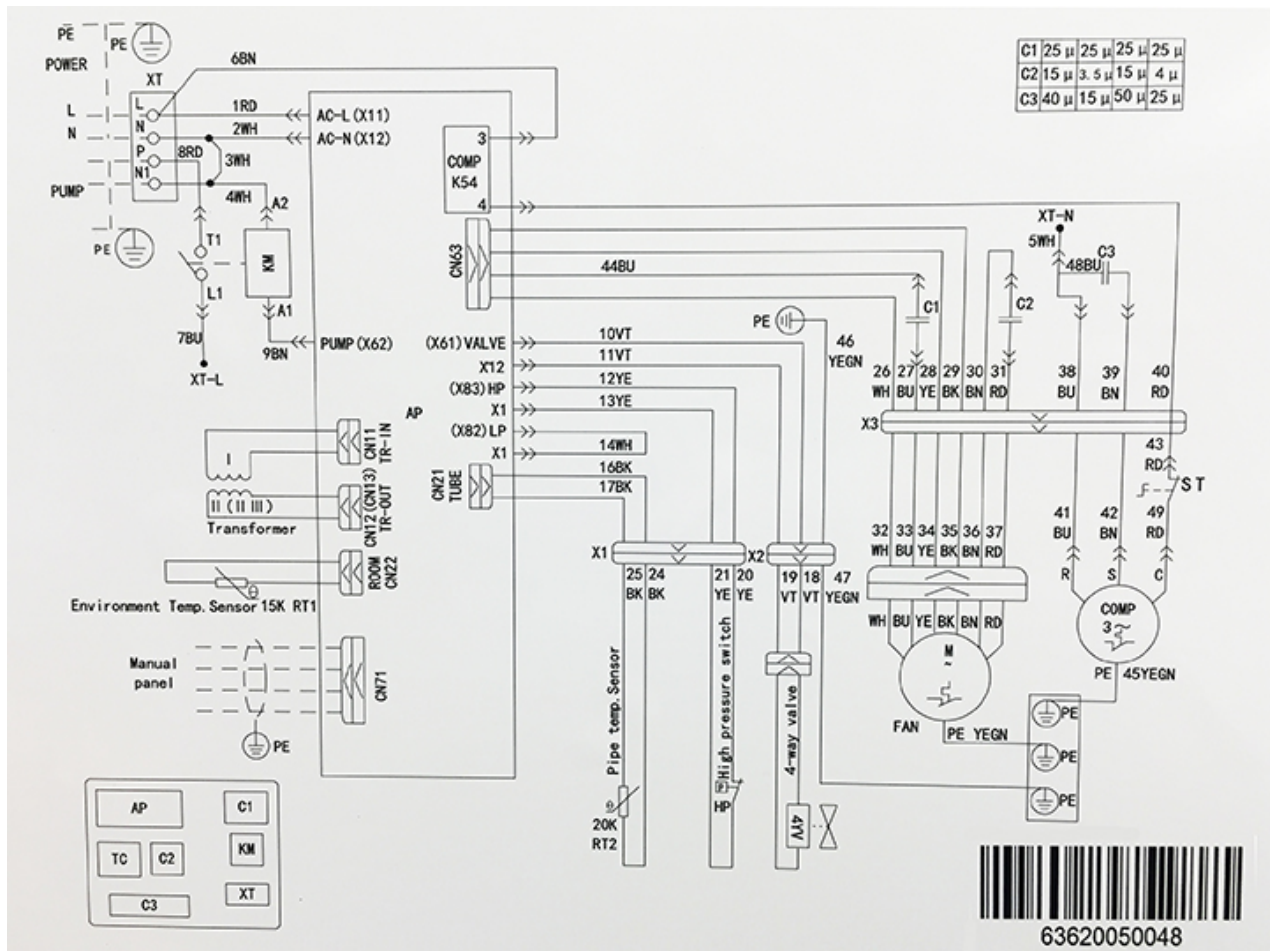 PE
PE
POWER
XT
6BN
L
L
1RD
AC-L(X11)
N
N
2WH
AC-N(X12)
P
8RD
3WH
N1
PUMP
4WH
A2
PE
T1
KM
L1
A1
7BU
9BN
PUMP(X62)
XT-L
3
COMP
K54
4
CN63
44BU
C1 25 μ 25 μ 25 μ 25 μ
C2 15 μ 3.5 μ 15 μ 4 μ
C3 40 μ 15 μ 50 μ 25 μ
XT-N
5WH
48BU
C3
C1
C2
PE
46
YEGN
(X61)VALVE
10VT
X12
11VT
(X83)HP
12YE
X1
13YE
AP
(X82)LP
X1
14WH
CN21
TUBE
16BK
17BK
26 27 28 29 30 31 38 39 40
WH BU YE BK BN RD BU BN RD
X3
43
RD
ST
CN11
TR-IN
I
II(II III)
Transformer
CN12(CN13)
TR-OUT
ROOM
CN22
Environment Temp.Sensor 15K RT1
X1
X2
25 24 21 20 19 18 47
BK BK YE YE VT VT YEGN
32 33 34 35 36 37
WH BU YE BK BN RD
41 42 49
BU BN RD
R S C
COMP
3~
PE 45YEGN
WH BU YE BK BN RD
M
~
FAN
PE YEGN
PE
PE
PE
Manual
panel
CN71
PE
Pipe temp.Sensor
θ
20K
RT2
High pressure switch
P
HP
4-way valve
4YV
AP
C1
TC
C2
KM
C3
XT
63620050048